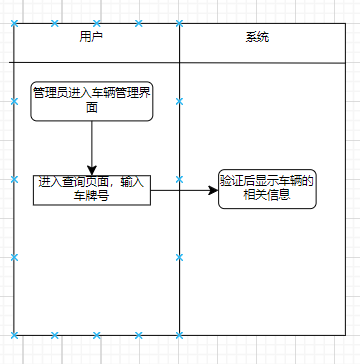 用户
系统
管理员进入车辆管理界
面
进入查询页面，输入
车牌号
验证后显示车辆的
相关信息